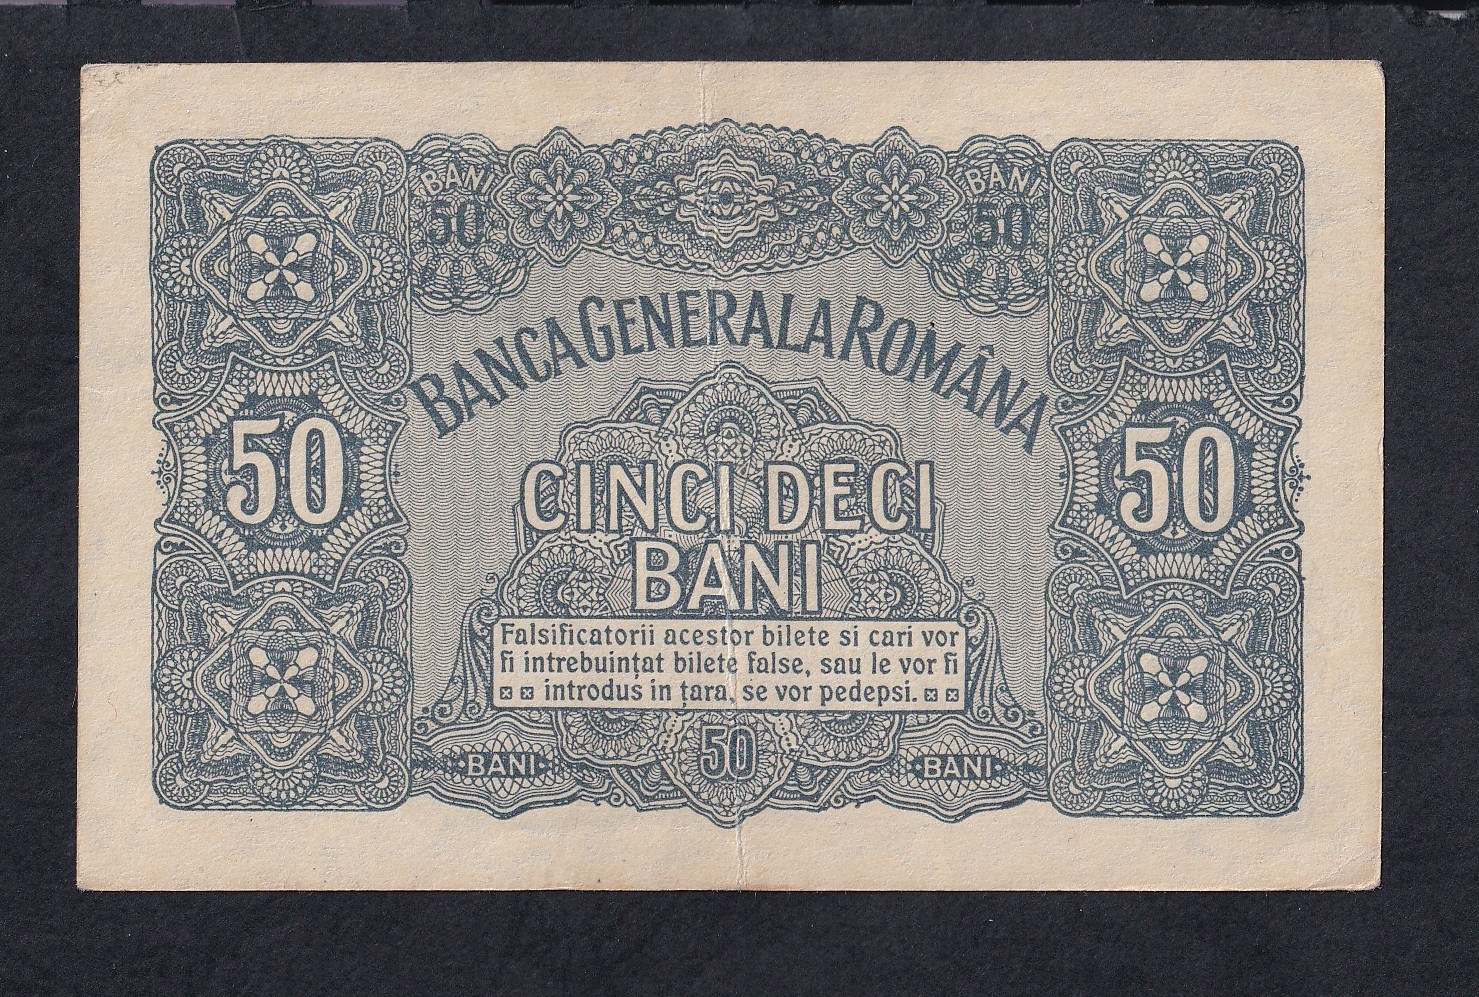 BANI
50
BANI
50
BANCA GENERALA ROMÂNA
50
50
CINCI DECI
BANI
Falsificatorii acestor bilete si cari vor
fi intrebuințat bilete false, sau le vor fi
introdus in țara, se vor pedepsi.
50
BANI
BANI